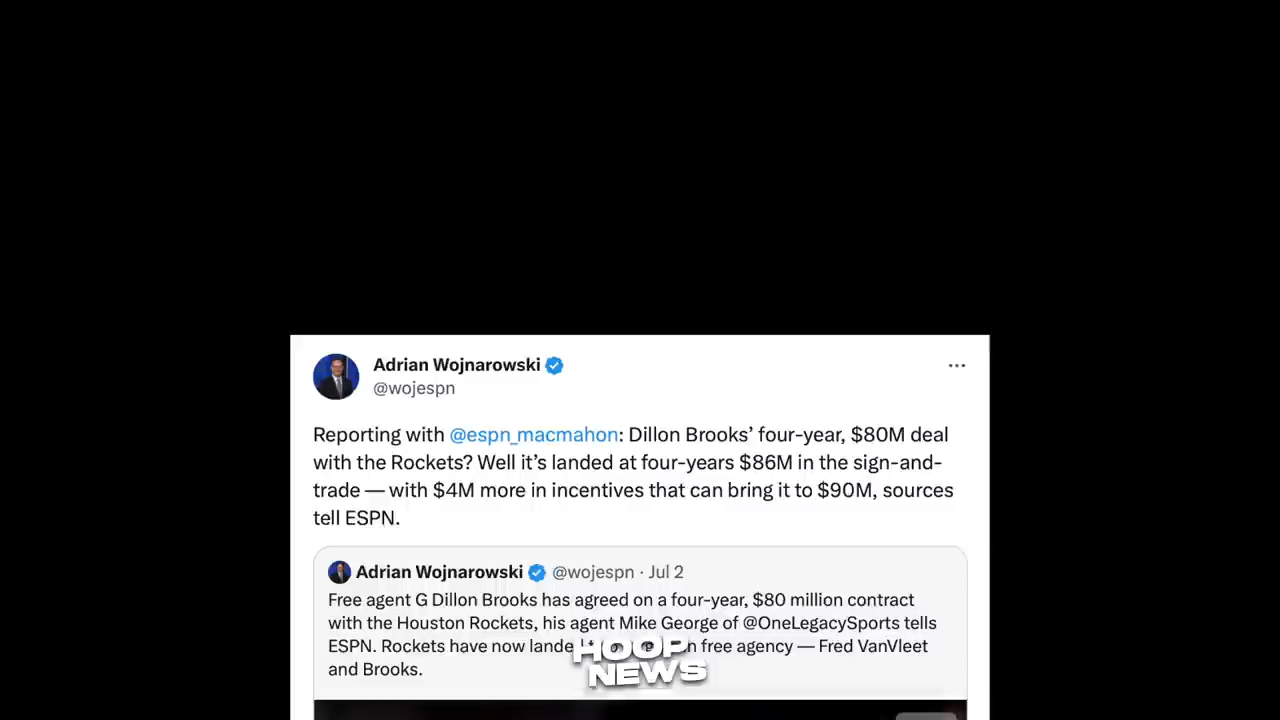 Adrian Wojnarowski
@wojespn
Reporting with @espn_macmahon: Dillon Brooks’ four-year, $80M deal
with the Rockets? Well it’s landed at four-years $86M in the sign-and-
trade — with $4M more in incentives that can bring it to $90M, sources
tell ESPN.
Adrian Wojnarowski @wojespn · Jul 2
Free agent G Dillon Brooks has agreed on a four-year, $80 million contract
with the Houston Rockets, his agent Mike George of @OneLegacySports tells
ESPN. Rockets have now landed free agency — Fred VanVleet
and Brooks.
HOOP
NEWS